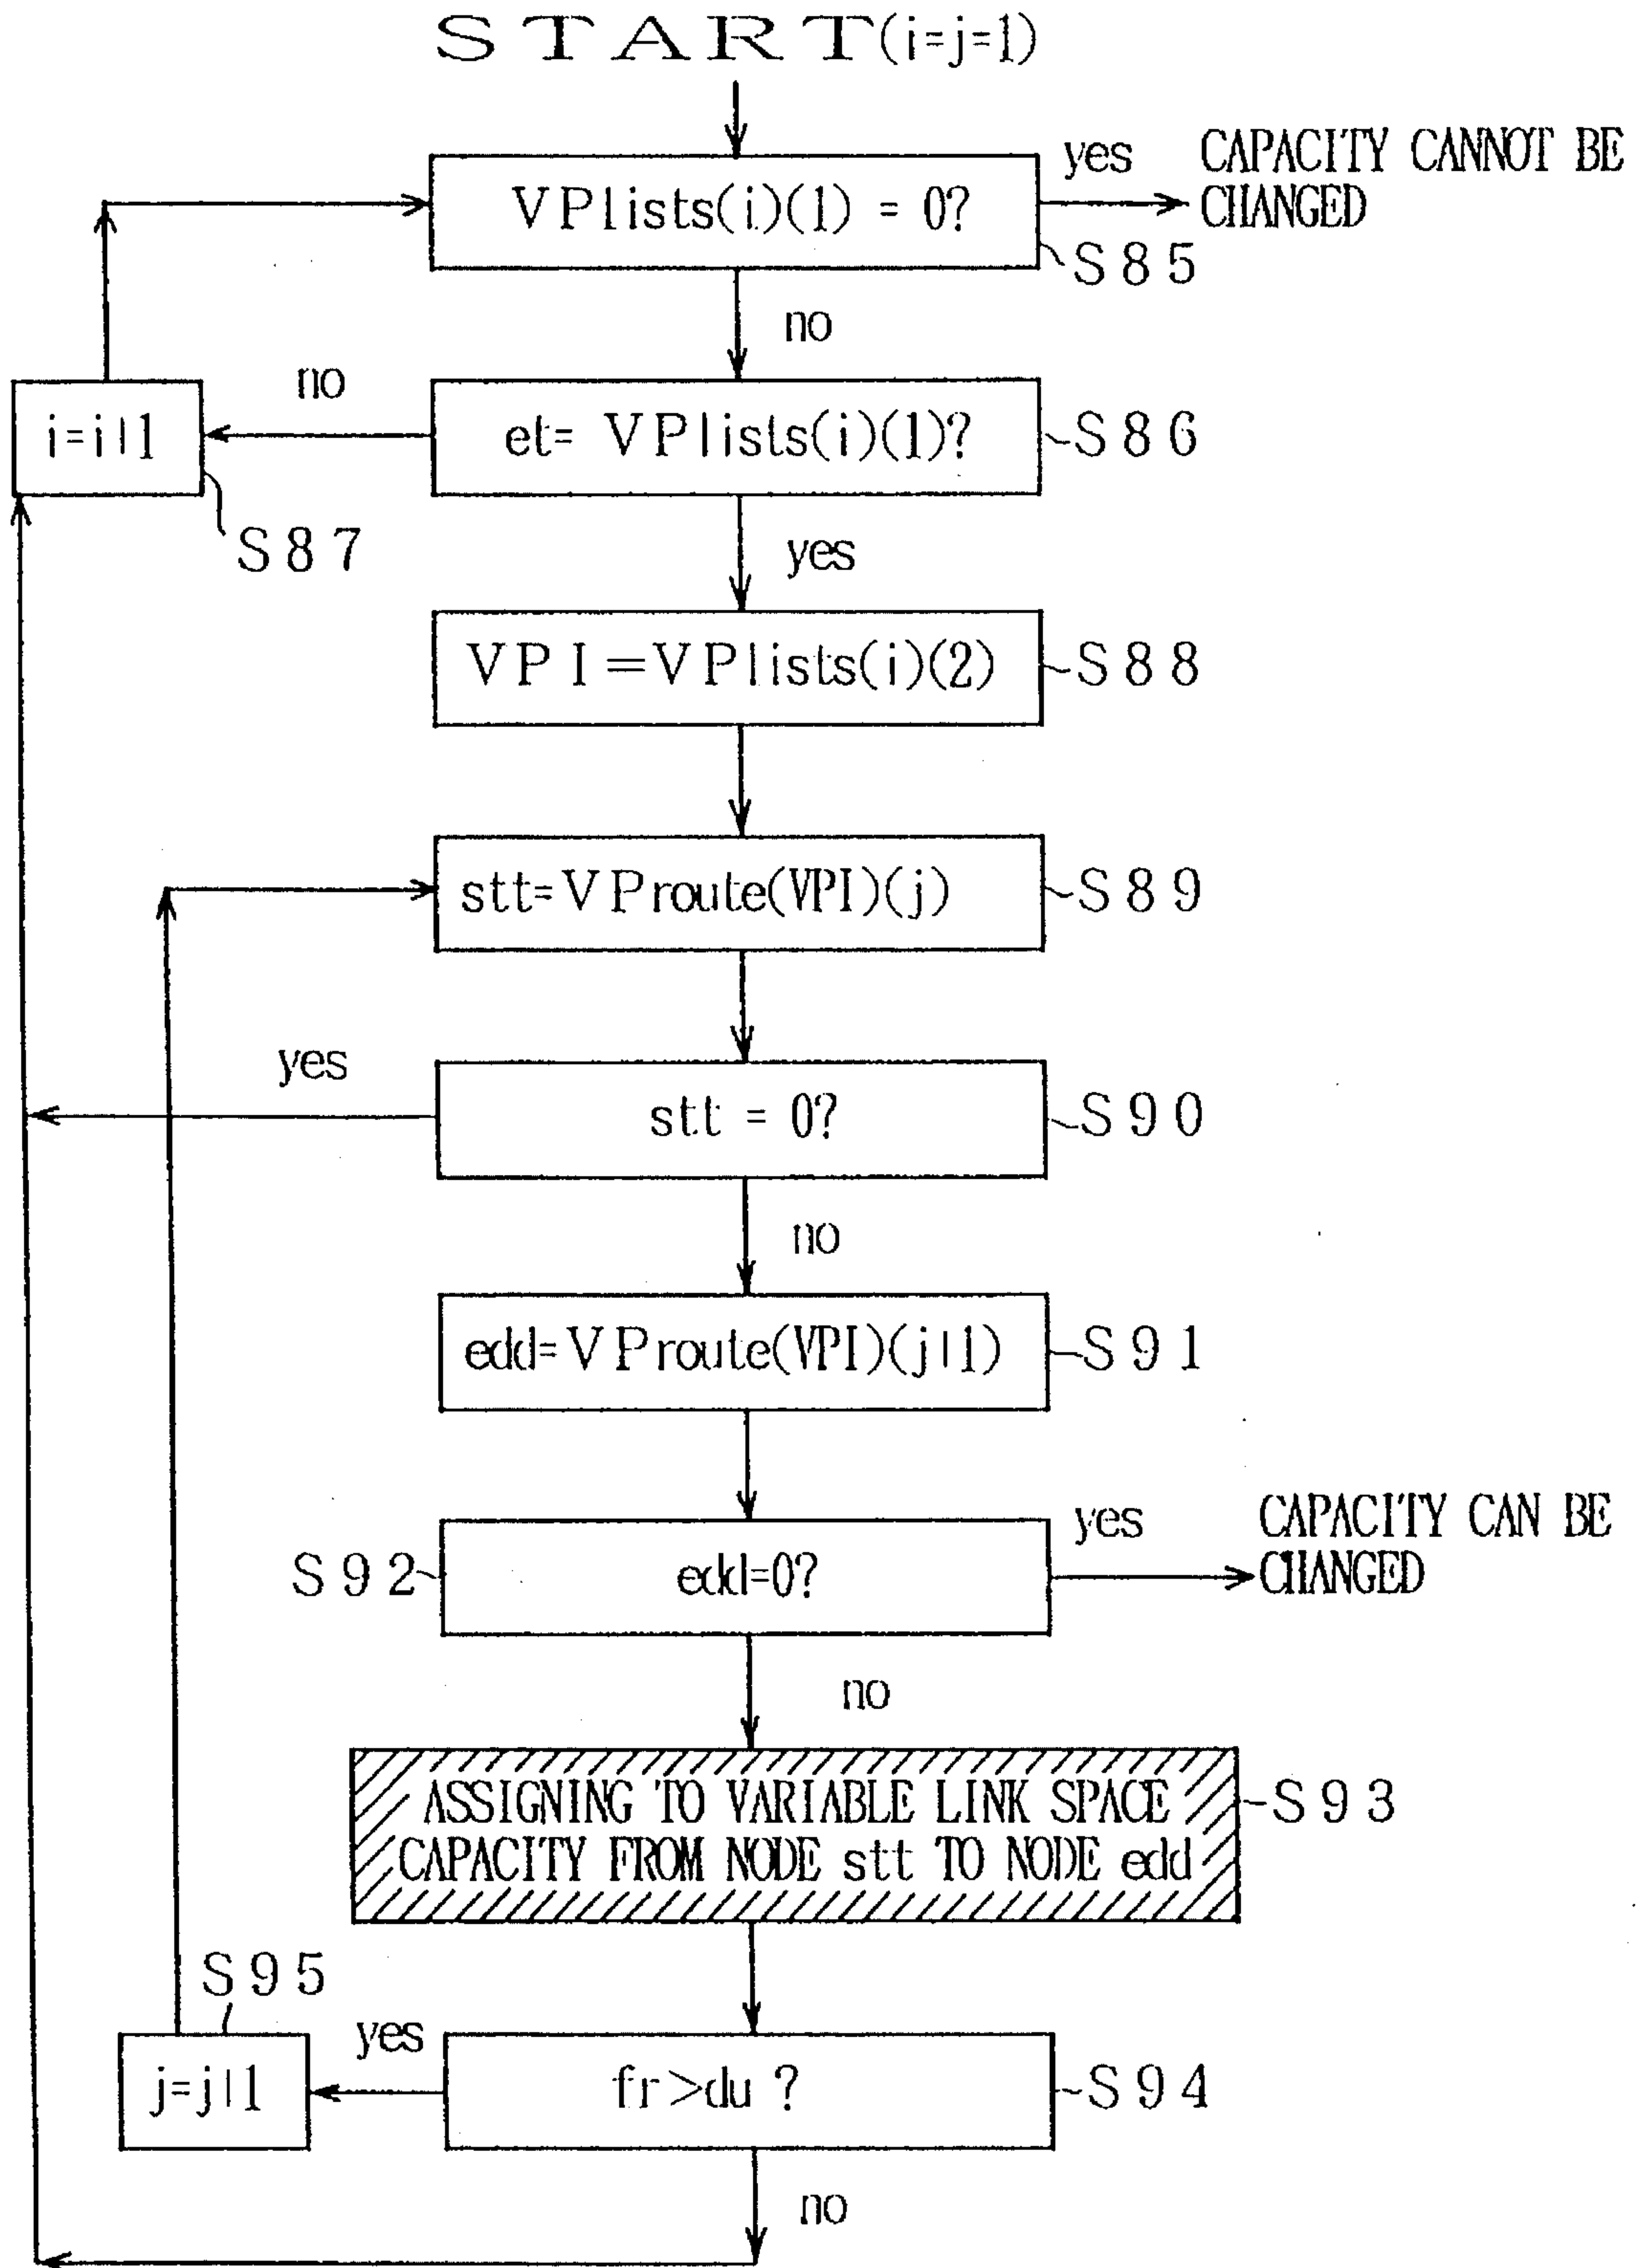 START(i=j=1)
VPlists(i)(1) = 0?
yes
CAPACITY CANNOT BE
CHANGED
S85
no
et= VPlists(i)(1)?
S86
no
i=i+1
S87
yes
VPI=VPlists(i)(2)
S88
stt=VProute(VPI)(j)
S89
stt = 0?
S90
yes
no
edd=VProute(VPI)(j+1)
S91
edd=0?
S92
yes
CAPACITY CAN BE
CHANGED
no
ASSIGNING TO VARIABLE LINK SPACE
CAPACITY FROM NODE stt TO NODE edd
S93
S95
j=j+1
yes
fr>du ?
S94
no